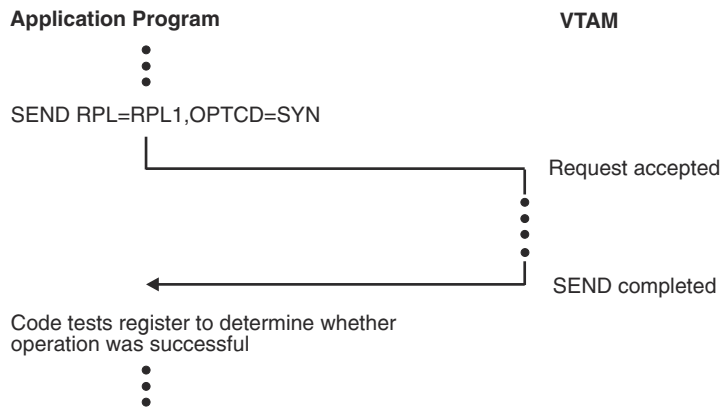 Application Program
VTAM
SEND RPL=RPL1,OPTCD=SYN
Request accepted
SEND completed
Code tests register to determine whether
operation was successful